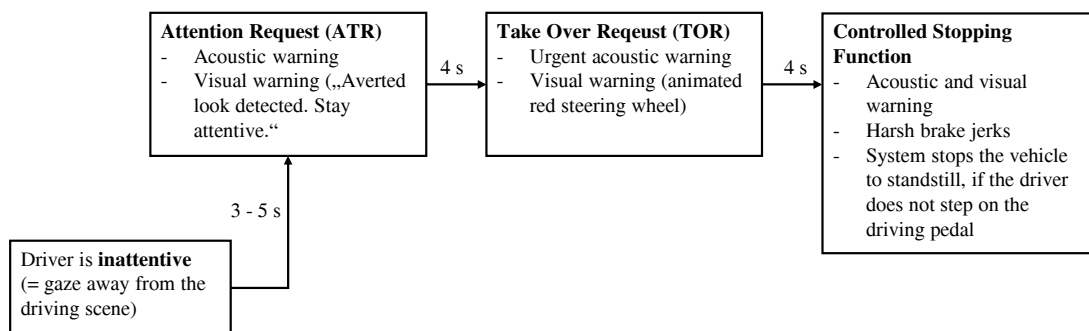 Attention Request (ATR)
- Acoustic warning
- Visual warning („Averted
look detected. Stay
attentive.“
4 s
Take Over Reqeust (TOR)
- Urgent acoustic warning
- Visual warning (animated
red steering wheel)
4 s
Controlled Stopping
Function
- Acoustic and visual
warning
- Harsh brake jerks
- System stops the vehicle
to standstill, if the driver
does not step on the
driving pedal
3 - 5 s
Driver is inattentive
(= gaze away from the
driving scene)